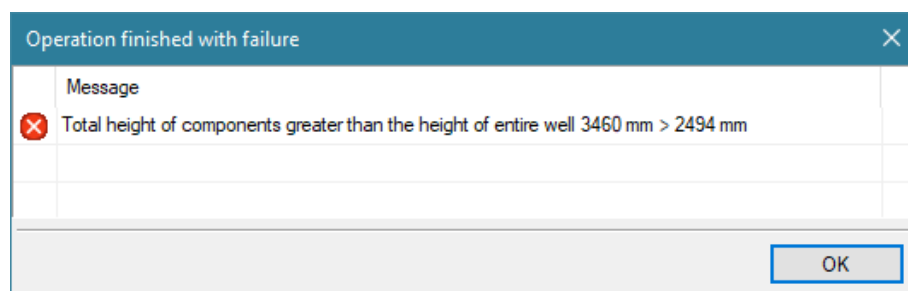 Operation finished with failure
Message
Total height of components greater than the height of entire well 3460 mm > 2494 mm
OK